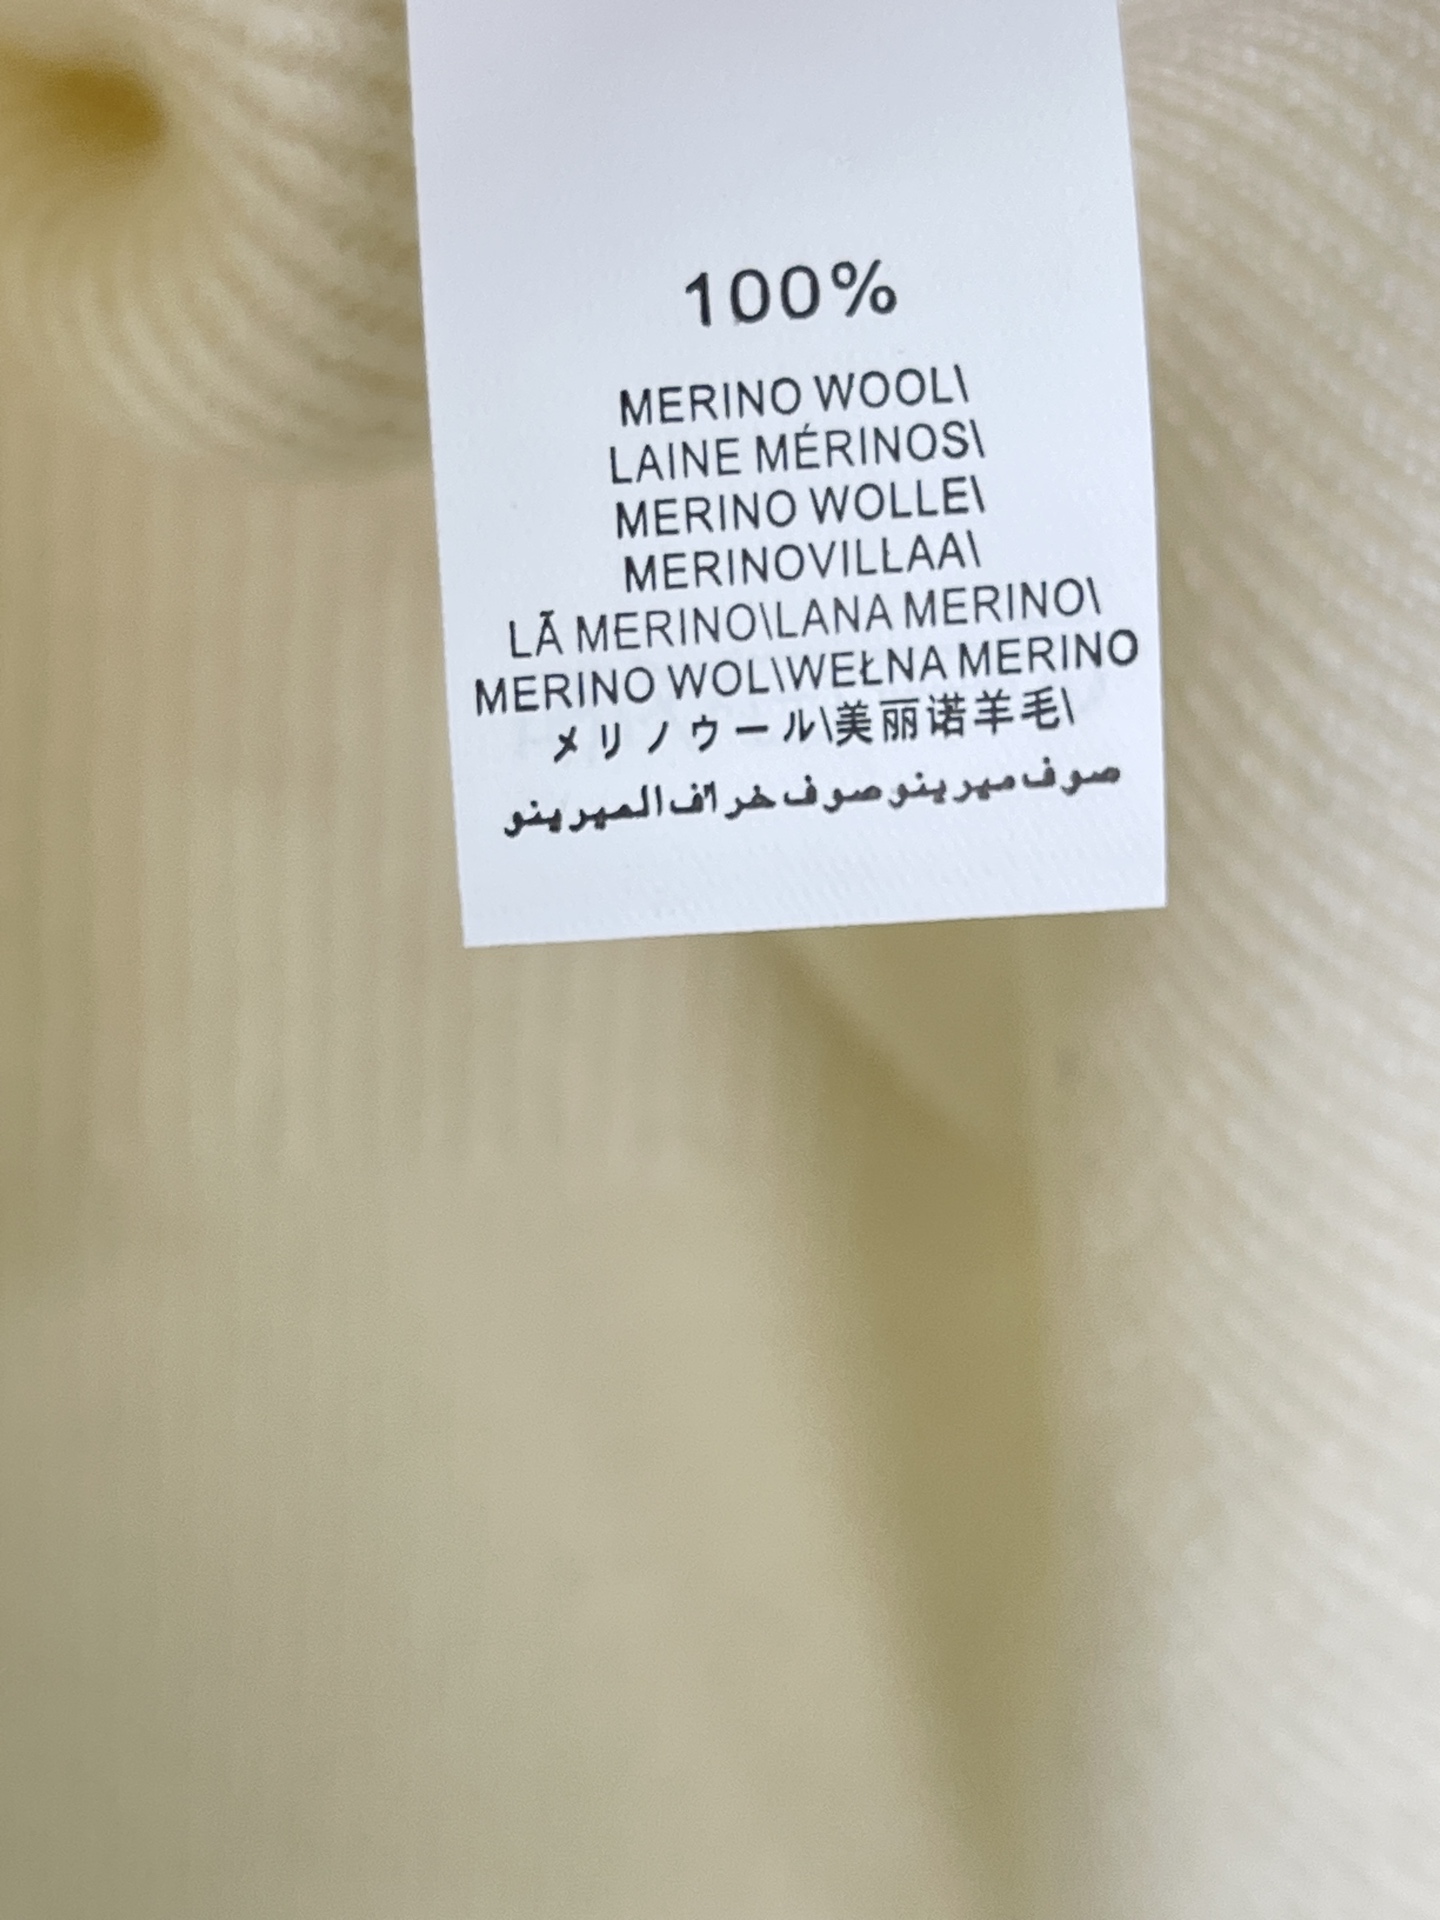 100%
MERINO WOOL\
LAINE MÉRINOS\
MERINO WOLLE\
MERINOVILLAA\
LÃ MERINO\LANA MERINO\
MERINO WOL\WEŁNA MERINO
メリノウール\美丽诺羊毛\
صوف ميرينو صوف خراف الميرينو